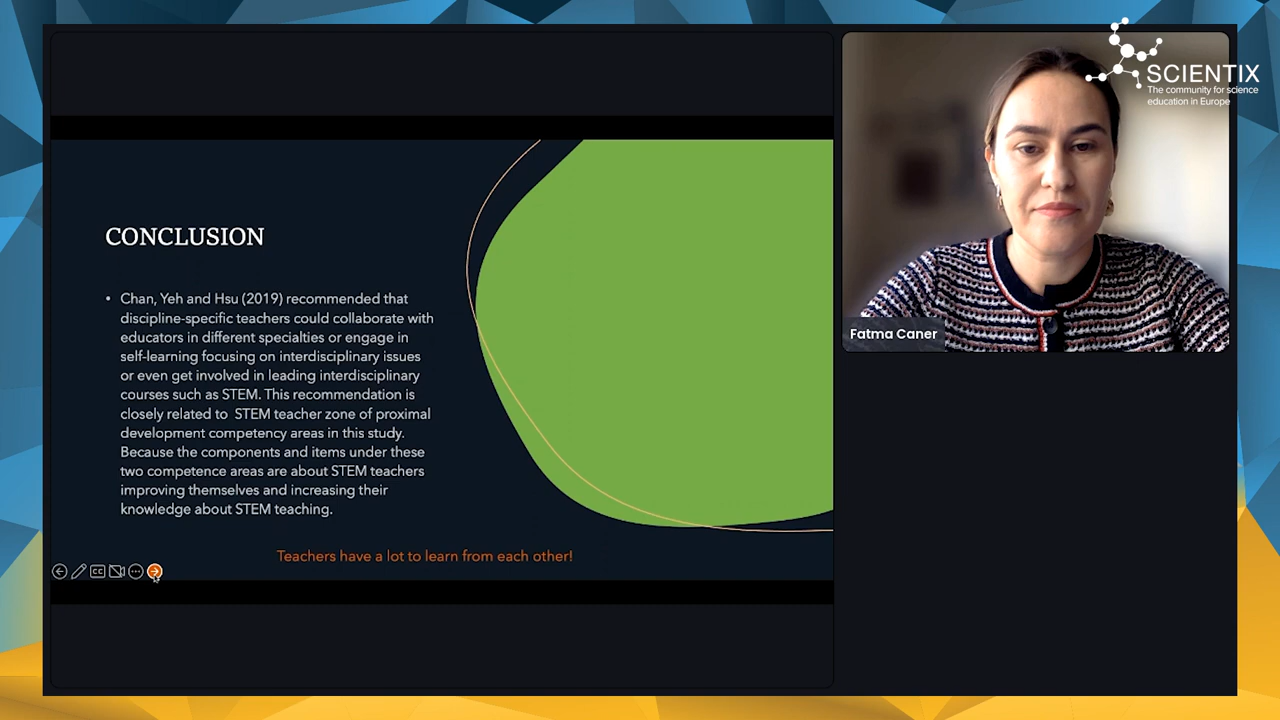 SCIENTIX
The community for science
education in Europe
CONCLUSION
• Chan, Yeh and Hsu (2019) recommended that
discipline-specific teachers could collaborate with
educators in different specialties or engage in
self-learning focusing on interdisciplinary issues
or even get involved in leading interdisciplinary
courses such as STEM. This recommendation is
closely related to  STEM teacher zone of proximal
development competency areas in this study.
Because the components and items under these
two competence areas are about STEM teachers
improving themselves and increasing their
knowledge about STEM teaching.
Teachers have a lot to learn from each other!
CC
Fatma Caner